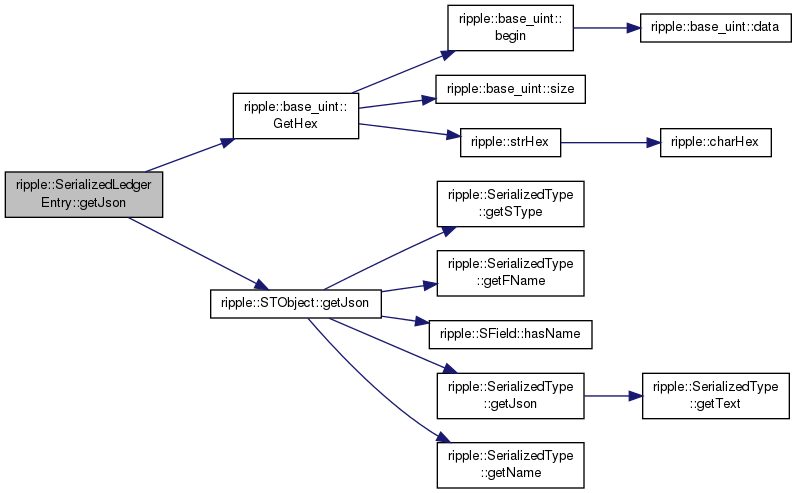 ripple::base_uint::
begin
ripple::base_uint::data
ripple::base_uint::size
ripple::base_uint::
GetHex
ripple::strHex
ripple::charHex
ripple::SerializedLedger
Entry::getJson
ripple::SerializedType
::getSType
ripple::SerializedType
::getFName
ripple::STObject::getJson
ripple::SField::hasName
ripple::SerializedType
::getJson
ripple::SerializedType
::getText
ripple::SerializedType
::getName